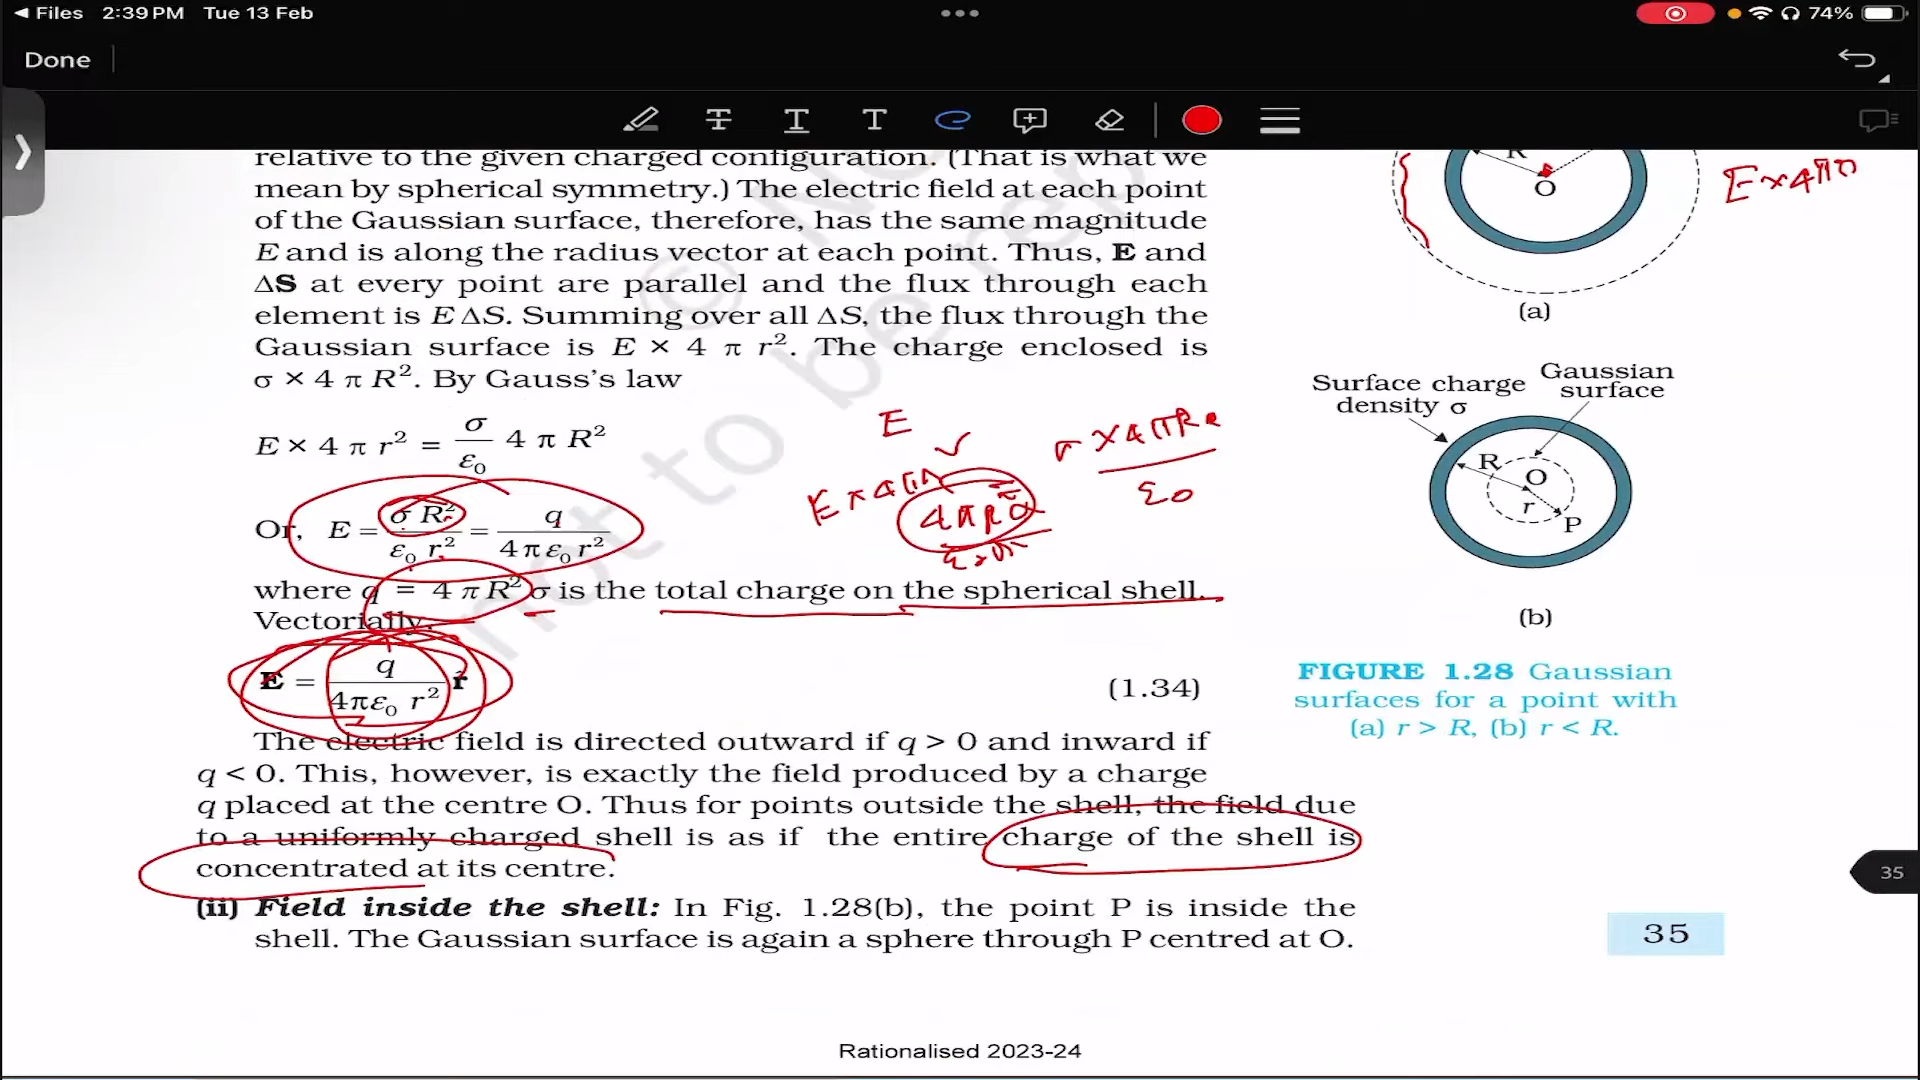 Files 2:39 PM Tue 13 Feb
74%
Done
relative to the given charged configuration. (That is what we
mean by spherical symmetry.) The electric field at each point
of the Gaussian surface, therefore, has the same magnitude
E and is along the radius vector at each point. Thus, E and
ΔS at every point are parallel and the flux through each
element is E ΔS. Summing over all ΔS, the flux through the
Gaussian surface is E × 4 π r². The charge enclosed is
σ × 4 π R². By Gauss's law
E × 4 π r² = σ/ε₀ 4 π R²
Or, E = σ R²/ε₀ r² = q/4 π ε₀ r²
where q = 4 π R² σ is the total charge on the spherical shell.
Vectorially,
E = q/4πε₀ r² r̂ (1.34)
The electric field is directed outward if q > 0 and inward if
q < 0. This, however, is exactly the field produced by a charge
q placed at the centre O. Thus for points outside the shell, the field due
to a uniformly charged shell is as if the entire charge of the shell is
concentrated at its centre.
(ii) Field inside the shell: In Fig. 1.28(b), the point P is inside the
shell. The Gaussian surface is again a sphere through P centred at O.
E
ε₀
R
O
(a)
Surface charge
density σ
Gaussian
surface
R
O
r
P
(b)
FIGURE 1.28 Gaussian
surfaces for a point with
(a) r > R, (b) r < R.
35
35
Rationalised 2023-24